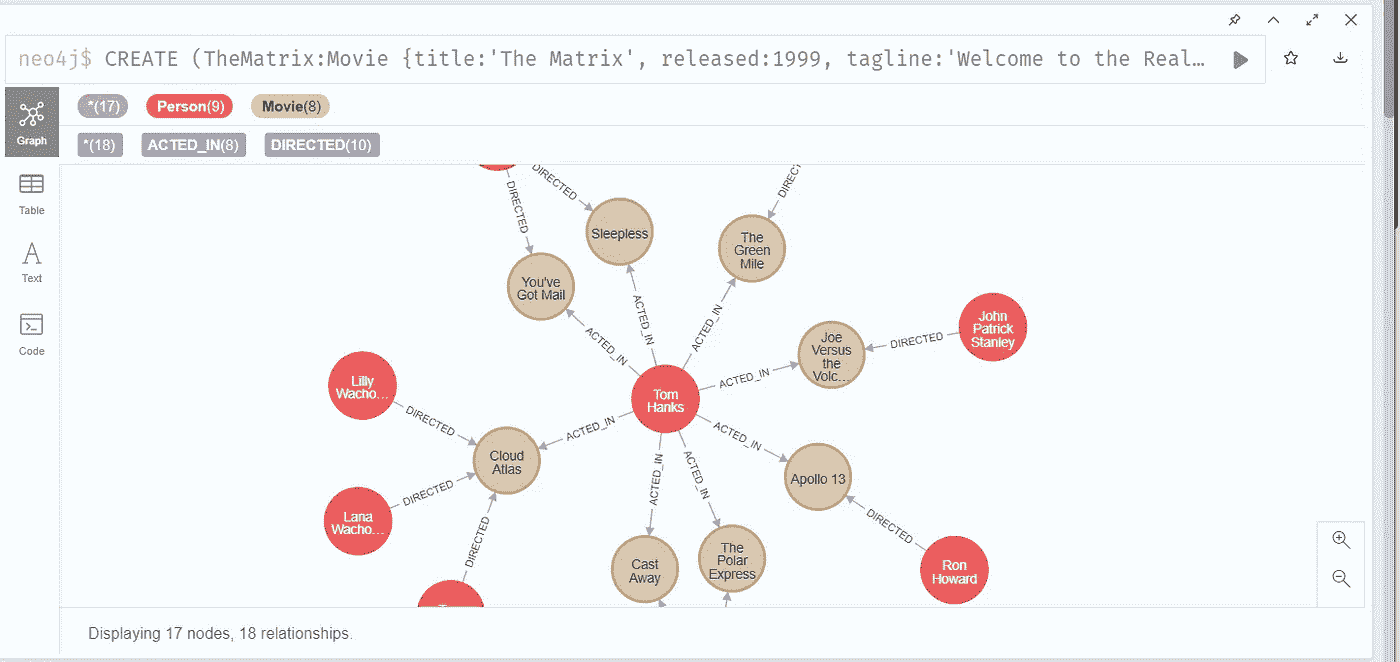 neo4j$ CREATE (TheMatrix:Movie {title:'The Matrix', released:1999, tagline:'Welcome to the Real…
*(17) Person(9) Movie(8)
*(18) ACTED_IN(8) DIRECTED(10)
Graph
Table
Text
Code
DIRECTED
DIRECTED
DIRECT
Sleepless
The
Green
Mile
You've
Got Mail
ACTED_IN
ACTED_IN
ACTED_IN
John
Patrick
Stanley
DIRECTED
Joe
Versus
the
Volc...
ACTED_IN
Tom
Hanks
Lilly
Wacho...
DIRECTED
ACTED_IN
ACTED_IN
Cloud
Atlas
Apollo 13
DIRECTED
ACTED_IN
ACTED_IN
Lana
Wacho...
DIRECTED
DIRECTED
Cast
Away
The
Polar
Express
Ron
Howard
Displaying 17 nodes, 18 relationships.